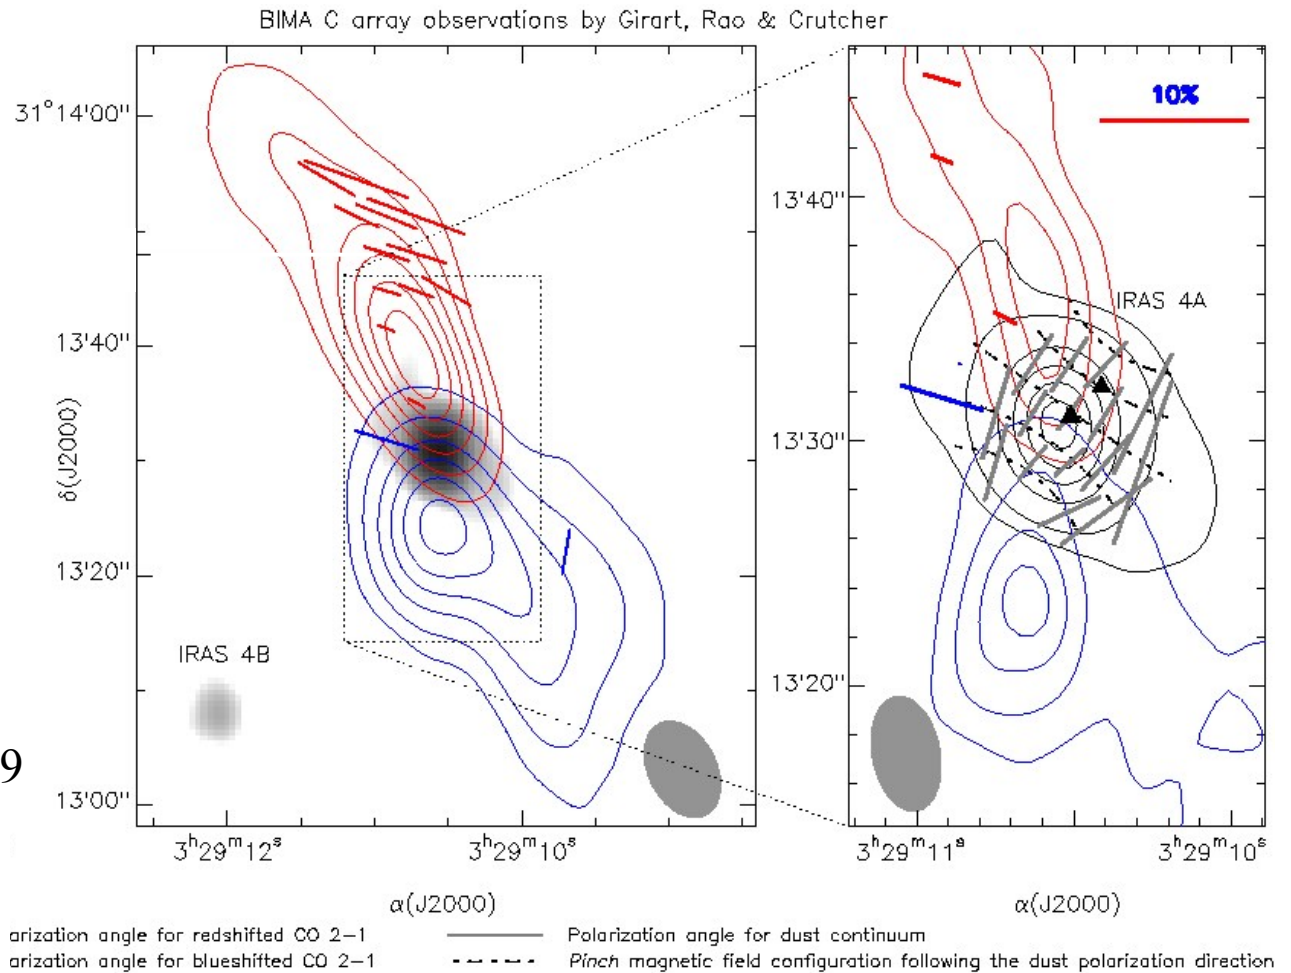 BIMA C array observations by Girart, Rao & Crutcher
31°14'00"
13'40"
13'20"
13'00"
δ(J2000)
IRAS 4B
3ʰ29ᵐ12ˢ
3ʰ29ᵐ10ˢ
α(J2000)
9
10%
IRAS 4A
13'40"
13'30"
13'20"
3ʰ29ᵐ11ˢ
3ʰ29ᵐ10ˢ
α(J2000)
arization angle for redshifted CO 2-1
Polarization angle for dust continuum
arization angle for blueshifted CO 2-1
Pinch magnetic field configuration following the dust polarization direction